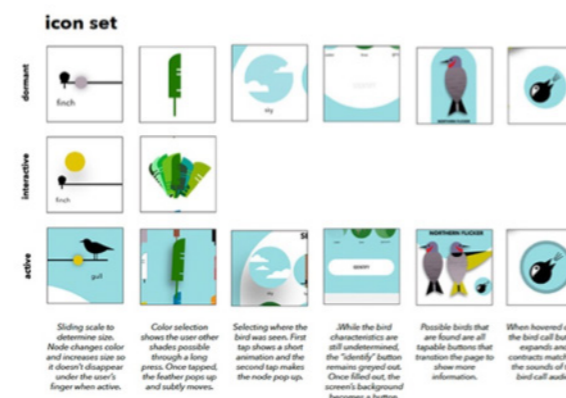 icon set
dormant
finch
sky
NORTHERN FLICKER
interactive
finch
active
gull
sky
IDENTIFY
NORTHERN FLICKER
Sliding scale to
determine size.
Node changes color
and increases size so
it doesn't disappear
under the user's
finger when active.
Color selection
shows the user other
shades possible
through a long
press. Once tapped,
the feather pops up
and subtly moves.
Selecting where the
bird was seen. First
tap shows a short
animation and the
second tap makes
the node pop up.
.While the bird
characteristics are
still undetermined,
the "identify" button
remains greyed out.
Once filled out, the
screen's background
becomes a button.
Possible birds that
are found are all
tapable buttons that
transtion the page to
show more
information.
When hovered o
the bird call but
expands and
contracts match
the sounds of t
bird call audi